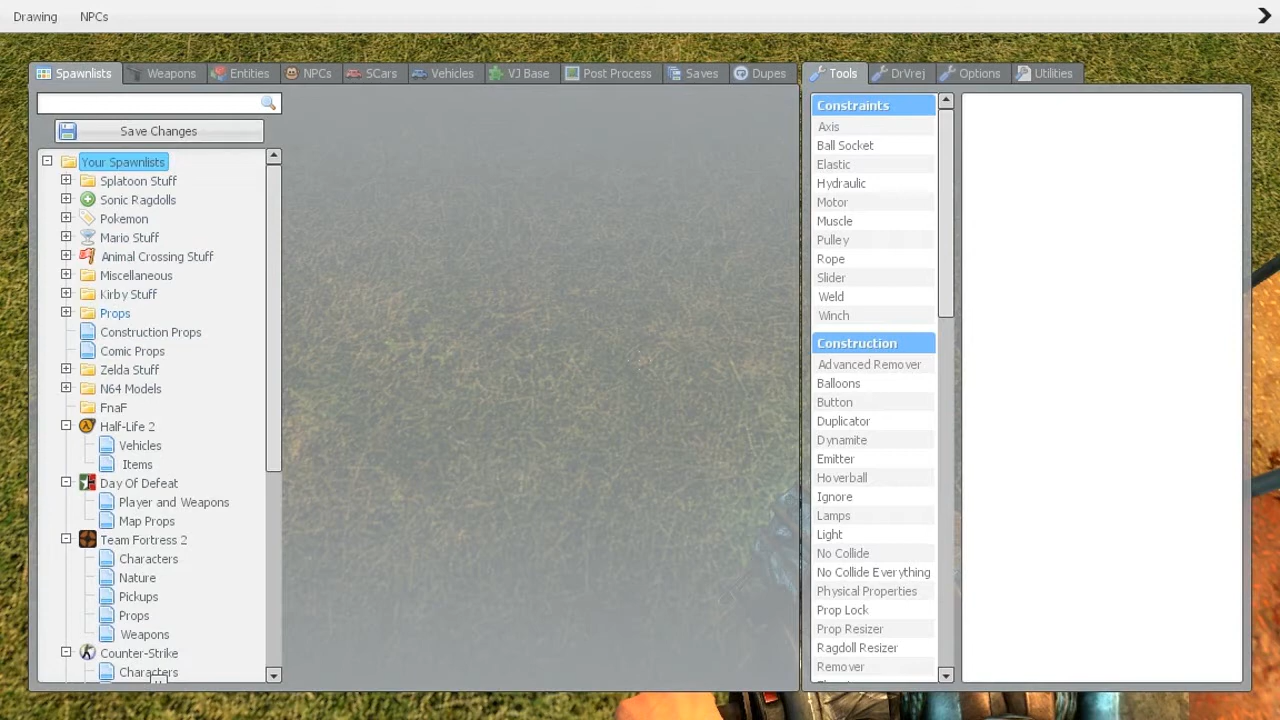 Drawing NPCs
Spawnlists Weapons Entities NPCs SCars Vehicles VJ Base Post Process Saves Dupes
Tools DrVrej Options Utilities
Save Changes
Your Spawnlists
Splatoon Stuff
Sonic Ragdolls
Pokemon
Mario Stuff
Animal Crossing Stuff
Miscellaneous
Kirby Stuff
Props
Construction Props
Comic Props
Zelda Stuff
N64 Models
FnaF
Half-Life 2
Vehicles
Items
Day Of Defeat
Player and Weapons
Map Props
Team Fortress 2
Characters
Nature
Pickups
Props
Weapons
Counter-Strike
Characters
Constraints
Axis
Ball Socket
Elastic
Hydraulic
Motor
Muscle
Pulley
Rope
Slider
Weld
Winch
Construction
Advanced Remover
Balloons
Button
Duplicator
Dynamite
Emitter
Hoverball
Ignore
Lamps
Light
No Collide
No Collide Everything
Physical Properties
Prop Lock
Prop Resizer
Ragdoll Resizer
Remover